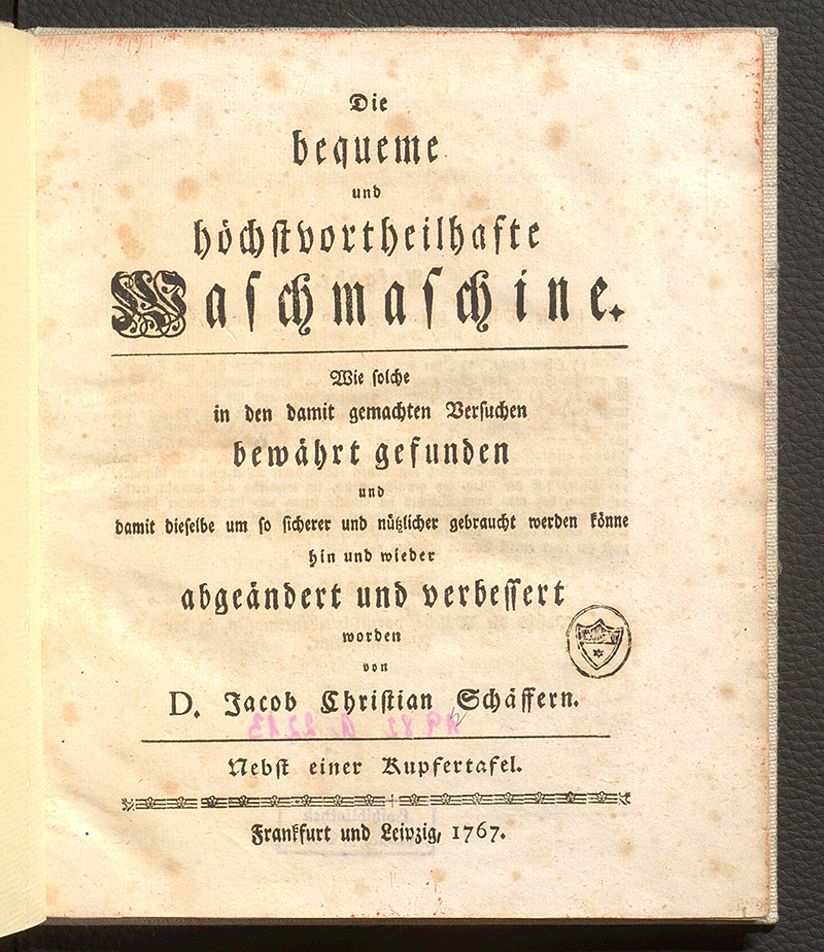 Die
bequeme
und
höchstvortheilhafte
Waschmaschine.
Wie solche
in den damit gemachten Versuchen
bewährt gefunden
und
damit dieselbe um so sicherer und nützlicher gebraucht werden könne
hin und wieder
abgeändert und verbessert
worden
von
D. Jacob Christian Schäffern.
Nebst einer Kupfertafel.
Frankfurt und Leipzig, 1767.